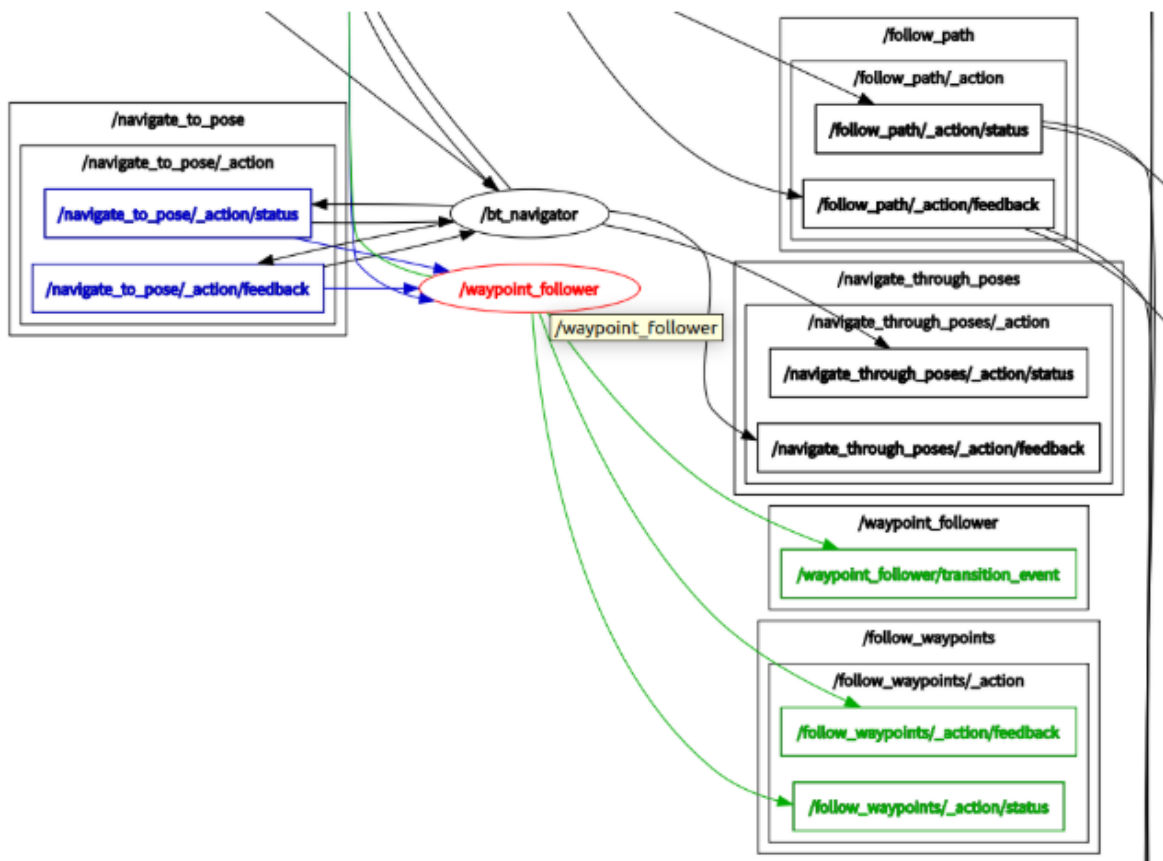 /follow_path
/follow_path/_action
/follow_path/_action/status
/follow_path/_action/feedback
/navigate_to_pose
/navigate_to_pose/_action
/navigate_to_pose/_action/status
/navigate_to_pose/_action/feedback
/bt_navigator
/waypoint_follower
/waypoint_follower
/navigate_through_poses
/navigate_through_poses/_action
/navigate_through_poses/_action/status
/navigate_through_poses/_action/feedback
/waypoint_follower
/waypoint_follower/transition_event
/follow_waypoints
/follow_waypoints/_action
/follow_waypoints/_action/feedback
/follow_waypoints/_action/status